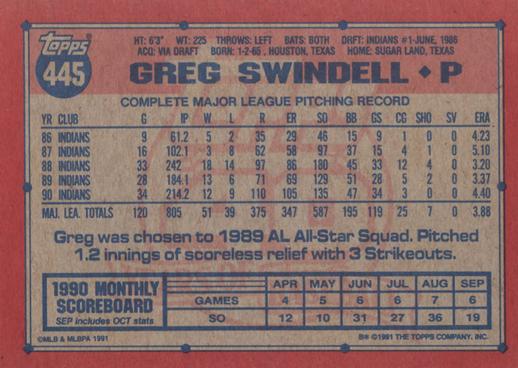 Topps
445
HT: 6'3" WT: 225 THROWS: LEFT BATS: BOTH DRFT: INDIANS #1-JUNE, 1986
ACQ: VIA DRAFT BORN: 1-2-65, HOUSTON, TEXAS HOME: SUGAR LAND, TEXAS
GREG SWINDELL ♦ P
COMPLETE MAJOR LEAGUE PITCHING RECORD
YR CLUB G IP W L R ER SO BB GS CG SHO SV ERA
86 INDIANS 9 61.2 5 2 35 29 46 15 9 1 0 0 4.23
87 INDIANS 16 102.1 3 8 62 58 97 37 15 4 1 0 5.10
88 INDIANS 33 242 18 14 97 86 180 45 33 12 4 0 3.20
89 INDIANS 28 184.1 13 6 71 69 129 51 28 5 2 0 3.37
90 INDIANS 34 214.2 12 9 110 105 135 47 34 3 0 0 4.40
MAJ. LEA. TOTALS 120 805 51 39 375 347 587 195 119 25 7 0 3.88
Greg was chosen to 1989 AL All-Star Squad. Pitched
1.2 innings of scoreless relief with 3 Strikeouts.
1990 MONTHLY
SCOREBOARD
SEP includes OCT stats
APR MAY JUN JUL AUG SEP
GAMES 4 5 6 6 7 6
SO 12 10 31 27 36 19
©MLB & MLBPA 1991
B* ©1991 THE TOPPS COMPANY, INC.